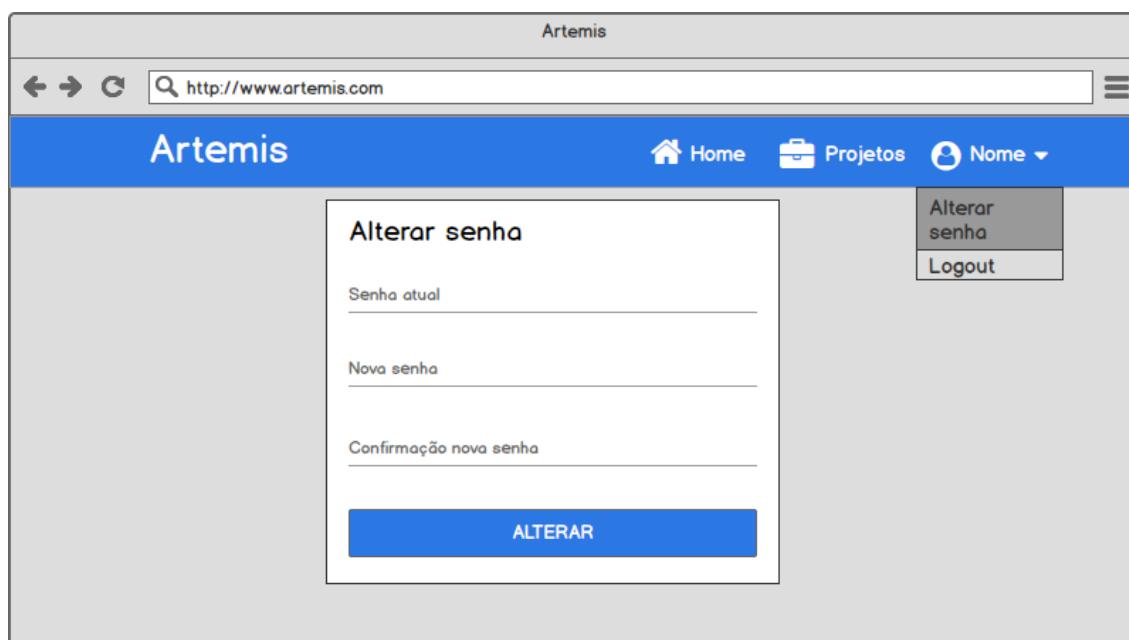 Artemis
http://www.artemis.com
Artemis
Home
Projetos
Nome
Alterar
senha
Logout
Alterar senha
Senha atual
Nova senha
Confirmação nova senha
ALTERAR